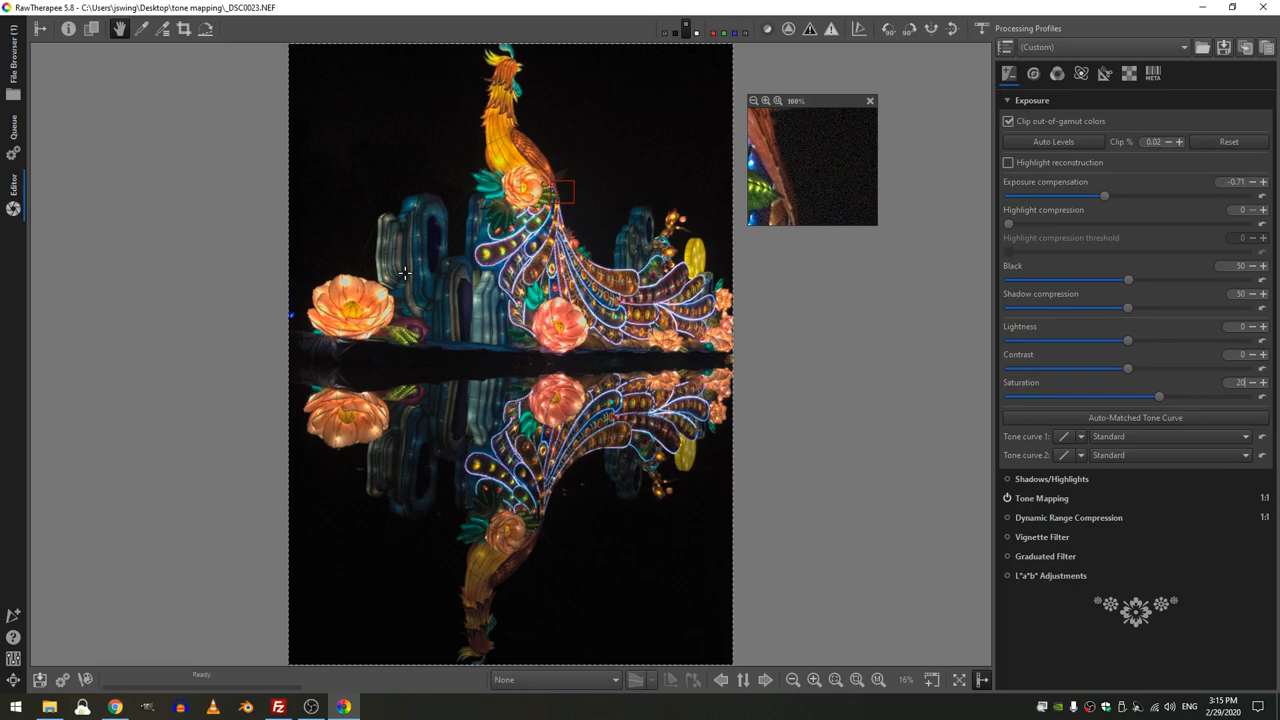 RawTherapee 5.8 - C:\Users\jswing\Desktop\tone mapping\_DSC0023.NEF
File Browser (1)
Queue
Editor
100%
Processing Profiles
(Custom)
META
Exposure
Clip out-of-gamut colors
Auto Levels Clip % 0.02 Reset
Highlight reconstruction
Exposure compensation -0.71
Highlight compression 0
Highlight compression threshold 0
Black 50
Shadow compression 50
Lightness 0
Contrast 0
Saturation 20
Auto-Matched Tone Curve
Tone curve 1: Standard
Tone curve 2: Standard
Shadows/Highlights
Tone Mapping 1:1
Dynamic Range Compression 1:1
Vignette Filter
Graduated Filter
L*a*b* Adjustments
Ready
None
16%
ENG
3:15 PM
2/29/2020